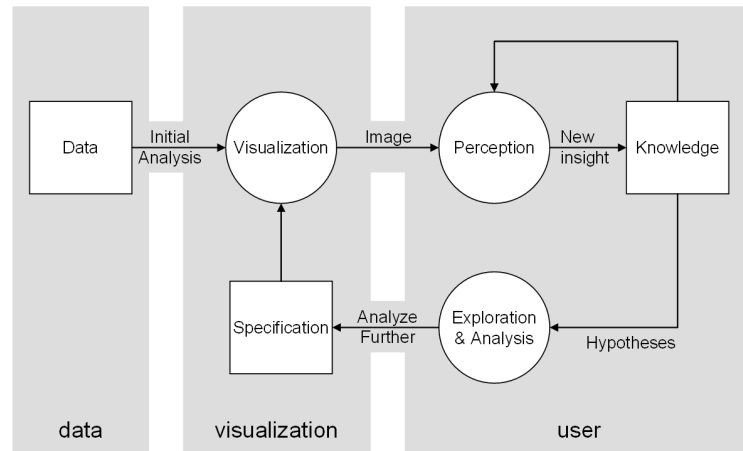 Data
Initial
Analysis
Visualization
Image
Perception
New
insight
Knowledge
Specification
Analyze
Further
Exploration
& Analysis
Hypotheses
data
visualization
user